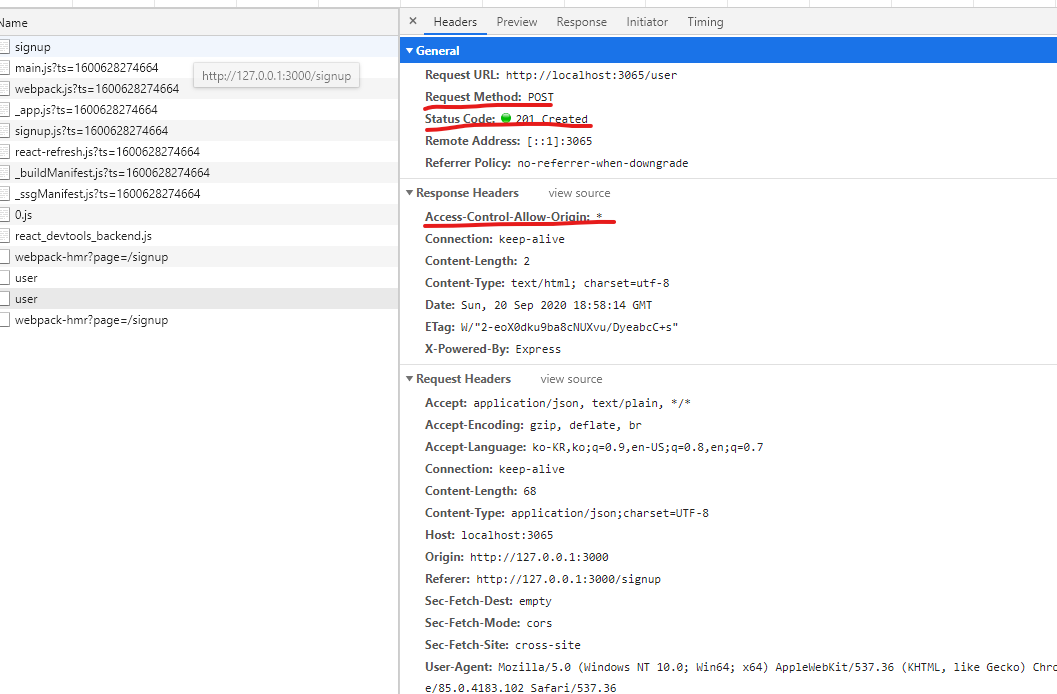 Name
signup
main.js?ts=1600628274664
http://127.0.0.1:3000/signup
webpack.js?ts=1600628274664
_app.js?ts=1600628274664
signup.js?ts=1600628274664
react-refresh.js?ts=1600628274664
_buildManifest.js?ts=1600628274664
_ssgManifest.js?ts=1600628274664
0.js
react_devtools_backend.js
webpack-hmr?page=/signup
user
user
webpack-hmr?page=/signup
× Headers Preview Response Initiator Timing
▼ General
Request URL: http://localhost:3065/user
Request Method: POST
Status Code: 201 Created
Remote Address: [::1]:3065
Referrer Policy: no-referrer-when-downgrade
▼ Response Headers view source
Access-Control-Allow-Origin: *
Connection: keep-alive
Content-Length: 2
Content-Type: text/html; charset=utf-8
Date: Sun, 20 Sep 2020 18:58:14 GMT
ETag: W/"2-eoX0dku9ba8cNUXvu/DyeabcC+s"
X-Powered-By: Express
▼ Request Headers view source
Accept: application/json, text/plain, */*
Accept-Encoding: gzip, deflate, br
Accept-Language: ko-KR,ko;q=0.9,en-US;q=0.8,en;q=0.7
Connection: keep-alive
Content-Length: 68
Content-Type: application/json;charset=UTF-8
Host: localhost:3065
Origin: http://127.0.0.1:3000
Referer: http://127.0.0.1:3000/signup
Sec-Fetch-Dest: empty
Sec-Fetch-Mode: cors
Sec-Fetch-Site: cross-site
User-Agent: Mozilla/5.0 (Windows NT 10.0; Win64; x64) AppleWebKit/537.36 (KHTML, like Gecko) Chro
e/85.0.4183.102 Safari/537.36